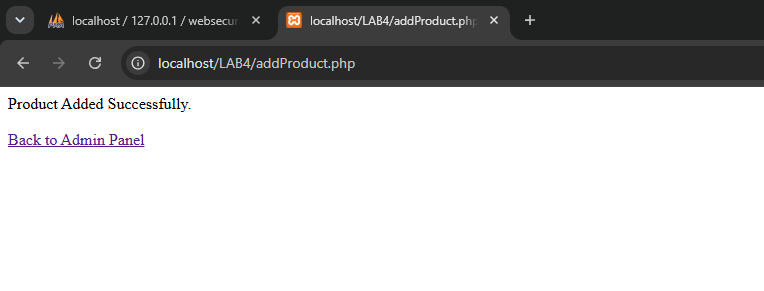 localhost / 127.0.0.1 / websecur
localhost/LAB4/addProduct.php
localhost/LAB4/addProduct.php
Product Added Successfully.
Back to Admin Panel